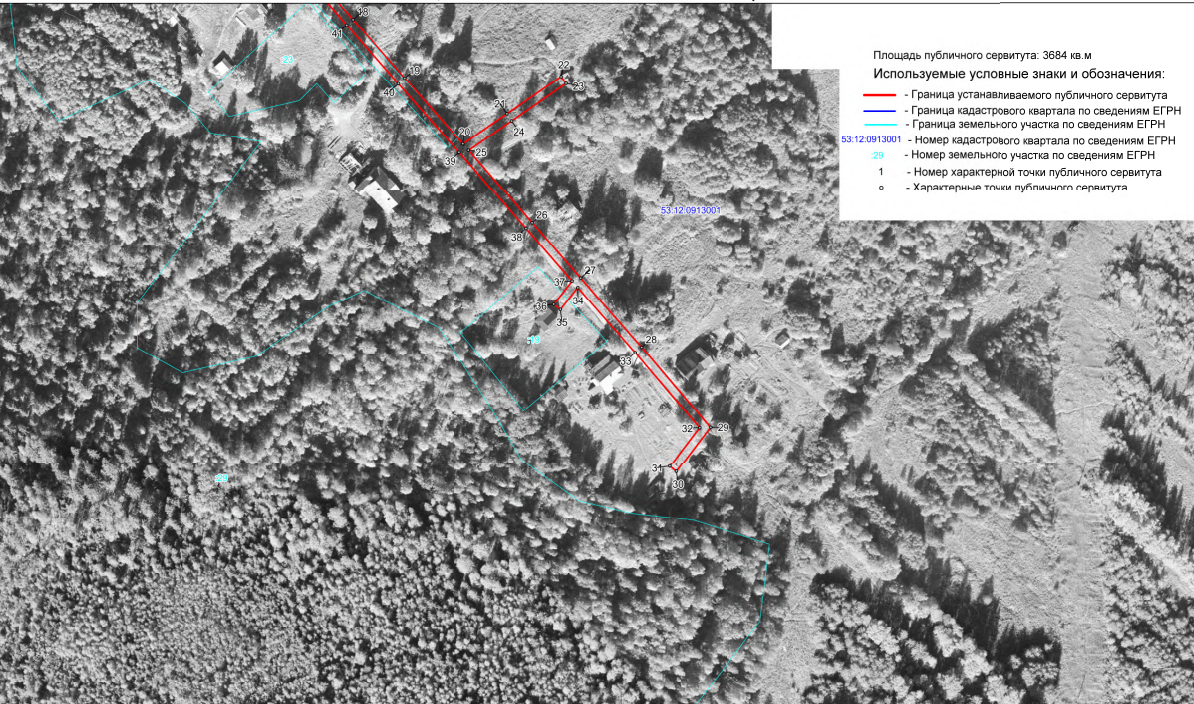 Площадь публичного сервитута: 3684 кв.м
Используемые условные знаки и обозначения:
- Граница устанавливаемого публичного сервитута
- Граница кадастрового квартала по сведениям ЕГРН
- Граница земельного участка по сведениям ЕГРН
53:12:0913001 - Номер кадастрового квартала по сведениям ЕГРН
:29 - Номер земельного участка по сведениям ЕГРН
1 - Номер характерной точки публичного сервитута
- Характерные точки публичного сервитута
18
41
19
40
22
23
21
24
20
25
39
53:12:0913001
26
38
27
37
34
36
35
28
33
32
29
31
30